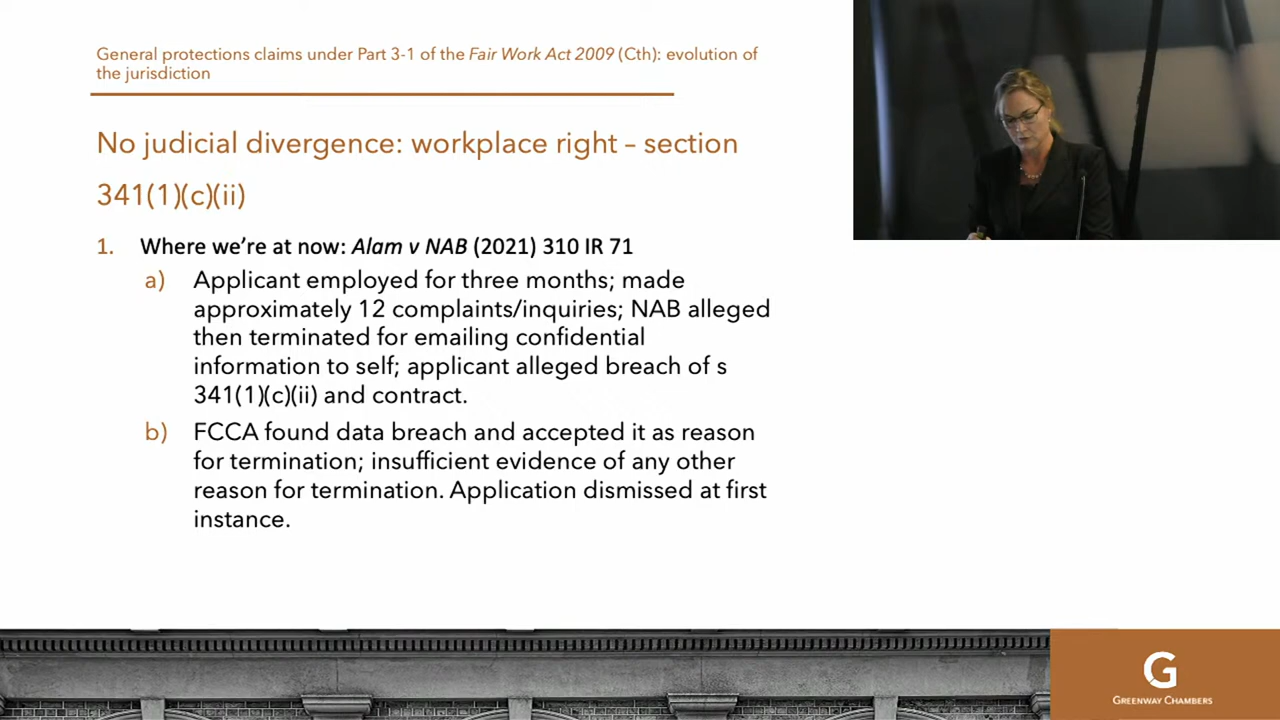 General protections claims under Part 3-1 of the Fair Work Act 2009 (Cth): evolution of
the jurisdiction
No judicial divergence: workplace right – section
341(1)(c)(ii)
1. Where we're at now: Alam v NAB (2021) 310 IR 71
a) Applicant employed for three months; made
approximately 12 complaints/inquiries; NAB alleged
then terminated for emailing confidential
information to self; applicant alleged breach of s
341(1)(c)(ii) and contract.
b) FCCA found data breach and accepted it as reason
for termination; insufficient evidence of any other
reason for termination. Application dismissed at first
instance.
G
GREENWAY CHAMBERS